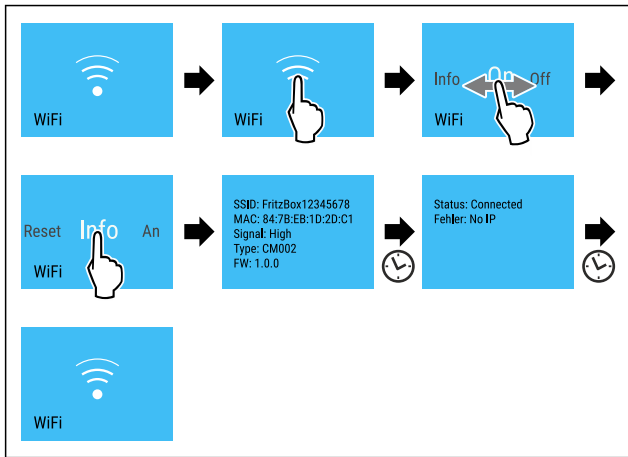 WiFi
WiFi
Info On Off
WiFi
Reset Info An
WiFi
SSID: FritzBox12345678
MAC: 84:7B:EB:1D:2D:C1
Signal: High
Type: CM002
FW: 1.0.0
Status: Connected
Fehler: No IP
WiFi